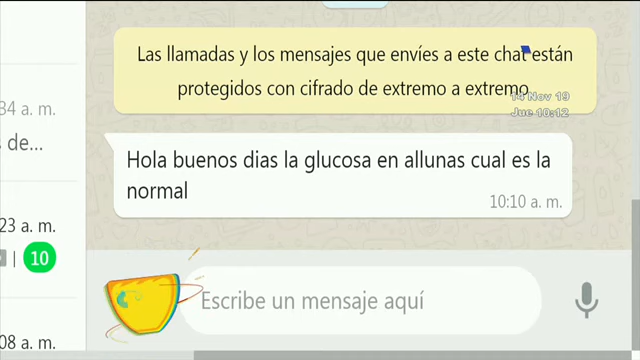 Las llamadas y los mensajes que envíes a este chat están
protegidos con cifrado de extremo a extremo.
14 Nov 19
Jue 10:12
34 a. m.
s de...
Hola buenos dias la glucosa en allunas cual es la
normal
10:10 a. m.
23 a. m.
10
Escribe un mensaje aquí
08 a. m.